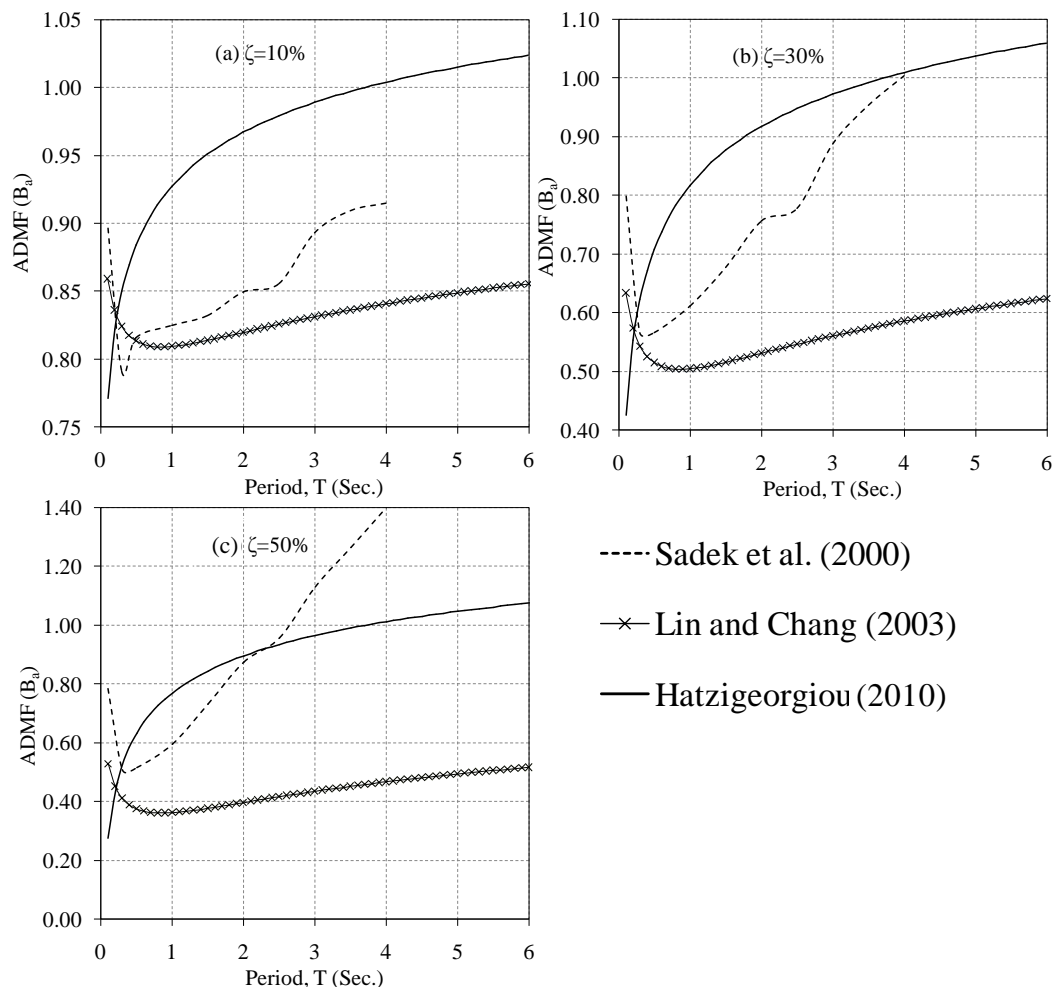 (a) ζ=10%
ADMF (Bₐ)
1.05
1.00
0.95
0.90
0.85
0.80
0.75
0 1 2 3 4 5 6
Period, T (Sec.)
(b) ζ=30%
ADMF (Bₐ)
1.10
1.00
0.90
0.80
0.70
0.60
0.50
0.40
0 1 2 3 4 5 6
Period, T (Sec.)
(c) ζ=50%
ADMF (Bₐ)
1.40
1.20
1.00
0.80
0.60
0.40
0.20
0.00
0 1 2 3 4 5 6
Period, T (Sec.)
Sadek et al. (2000)
Lin and Chang (2003)
Hatzigeorgiou (2010)